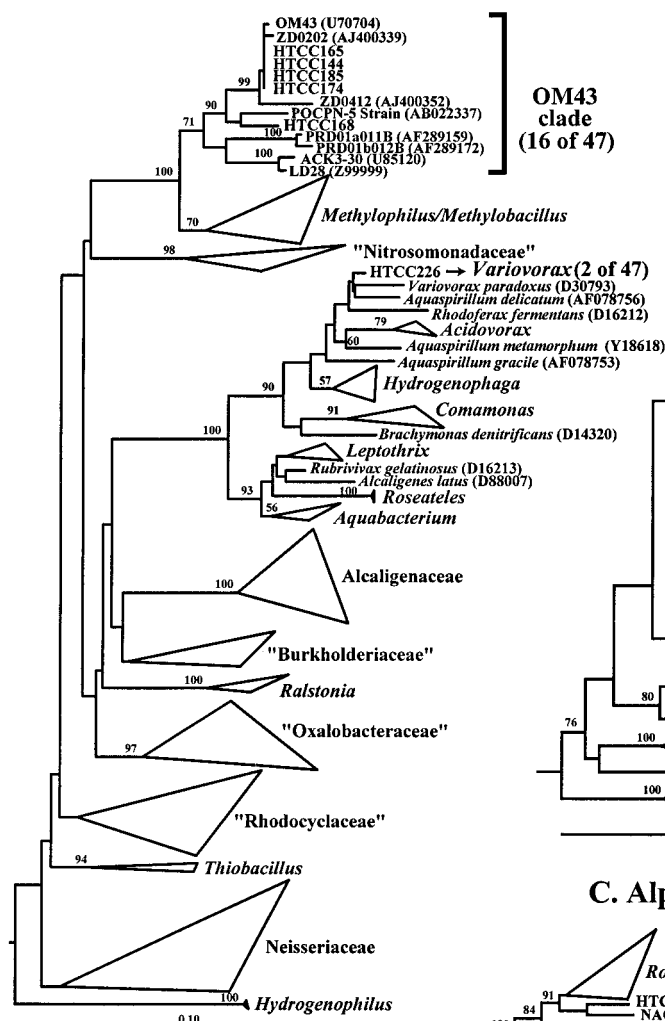 OM43 (U70704)
ZD0202 (AJ400339)
HTCC165
HTCC144
HTCC185
HTCC174
99
ZD0412 (AJ400352)
90
POCPN-5 Strain (AB022337)
71
HTCC168
100
PRD01a011B (AF289159)
PRD01b012B (AF289172)
100
ACK3-30 (U85120)
LD28 (Z99999)
OM43
clade
(16 of 47)
100
70
Methylophilus/Methylobacillus
98
"Nitrosomonadaceae"
HTCC226 → Variovorax (2 of 47)
Variovorax paradoxus (D30793)
Aquaspirillum delicatum (AF078756)
Rhodoferax fermentans (D16212)
79
Acidovorax
60
Aquaspirillum metamorphum (Y18618)
Aquaspirillum gracile (AF078753)
57
Hydrogenophaga
90
91
Comamonas
Brachymonas denitrificans (D14320)
100
Leptothrix
Rubrivivax gelatinosus (D16213)
Alcaligenes latus (D88007)
93
100
Roseateles
56
Aquabacterium
100
Alcaligenaceae
"Burkholderiaceae"
100
Ralstonia
"Oxalobacteraceae"
97
"Rhodocyclaceae"
94
Thiobacillus
Neisseriaceae
100
Hydrogenophilus
0.10
80
76
100
100
C. Alp
Ro
91
HTC
84
NAC